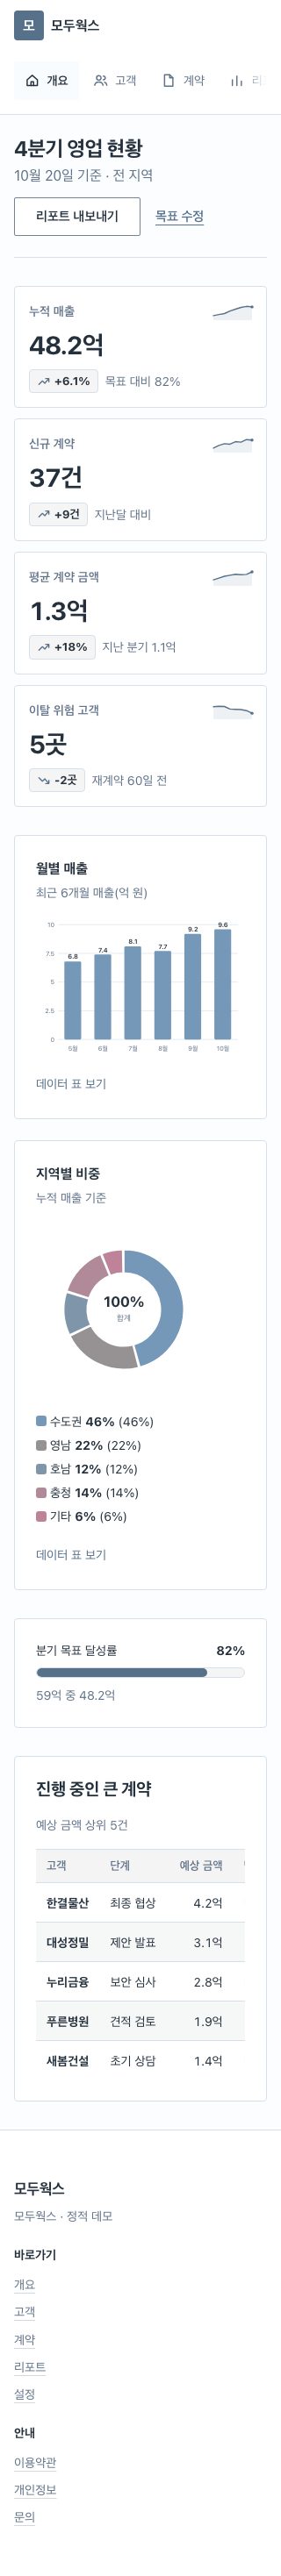 모 모두웍스
개요 고객 계약
4분기 영업 현황
10월 20일 기준 · 전 지역
리포트 내보내기 목표 수정
누적 매출
48.2억
+6.1% 목표 대비 82%
신규 계약
37건
+9건 지난달 대비
평균 계약 금액
1.3억
+18% 지난 분기 1.1억
이탈 위험 고객
5곳
-2곳 재계약 60일 전
월별 매출
최근 6개월 매출(억 원)
10
7.5
5
2.5
0
6.8 7.4 8.1 7.7 9.2 9.6
5월 6월 7월 8월 9월 10월
데이터 표 보기
지역별 비중
누적 매출 기준
100%
합계
수도권 46% (46%)
영남 22% (22%)
호남 12% (12%)
충청 14% (14%)
기타 6% (6%)
데이터 표 보기
분기 목표 달성률 82%
59억 중 48.2억
진행 중인 큰 계약
예상 금액 상위 5건
고객 단계 예상 금액
한결물산 최종 협상 4.2억
대성정밀 제안 발표 3.1억
누리금융 보안 심사 2.8억
푸른병원 견적 검토 1.9억
새봄건설 초기 상담 1.4억
모두웍스
모두웍스 · 정적 데모
바로가기
개요
고객
계약
리포트
설정
안내
이용약관
개인정보
문의